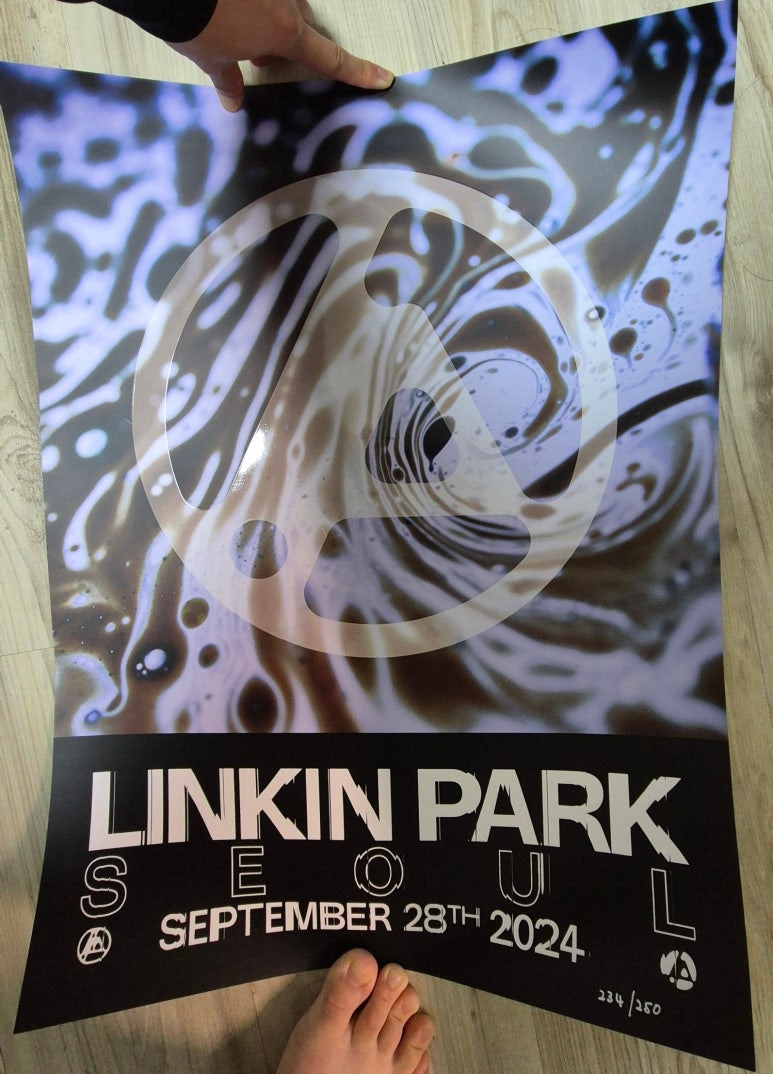 LINKIN PARK
SEOUL
SEPTEMBER 28TH 2024
234/250